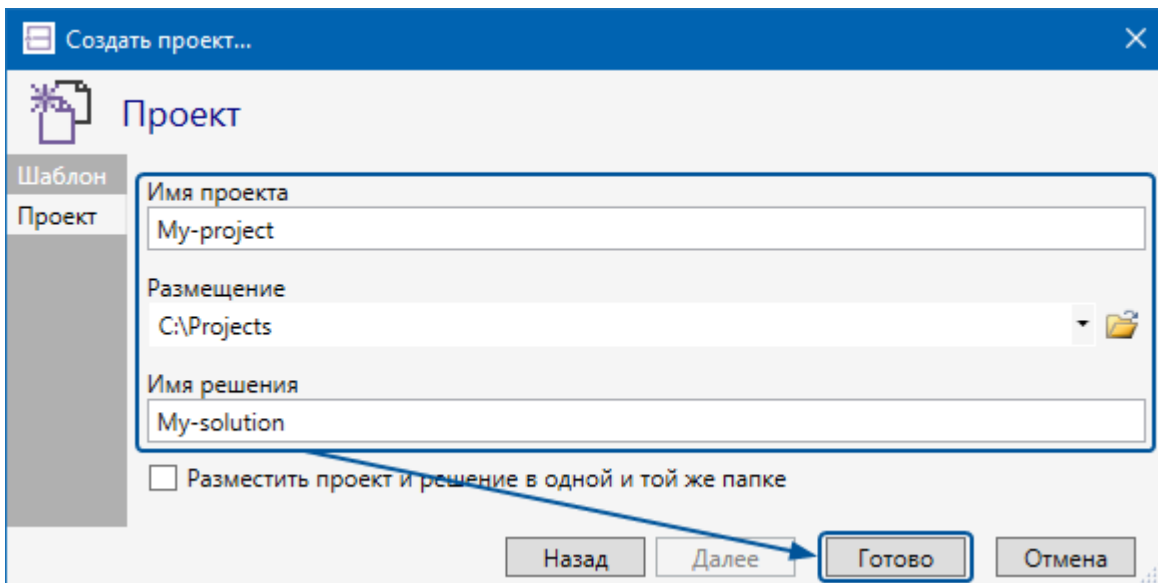 Создать проект...
Проект
Шаблон
Проект
Имя проекта
My-project
Размещение
C:\Projects
Имя решения
My-solution
Разместить проект и решение в одной и той же папке
Назад Далее Готово Отмена